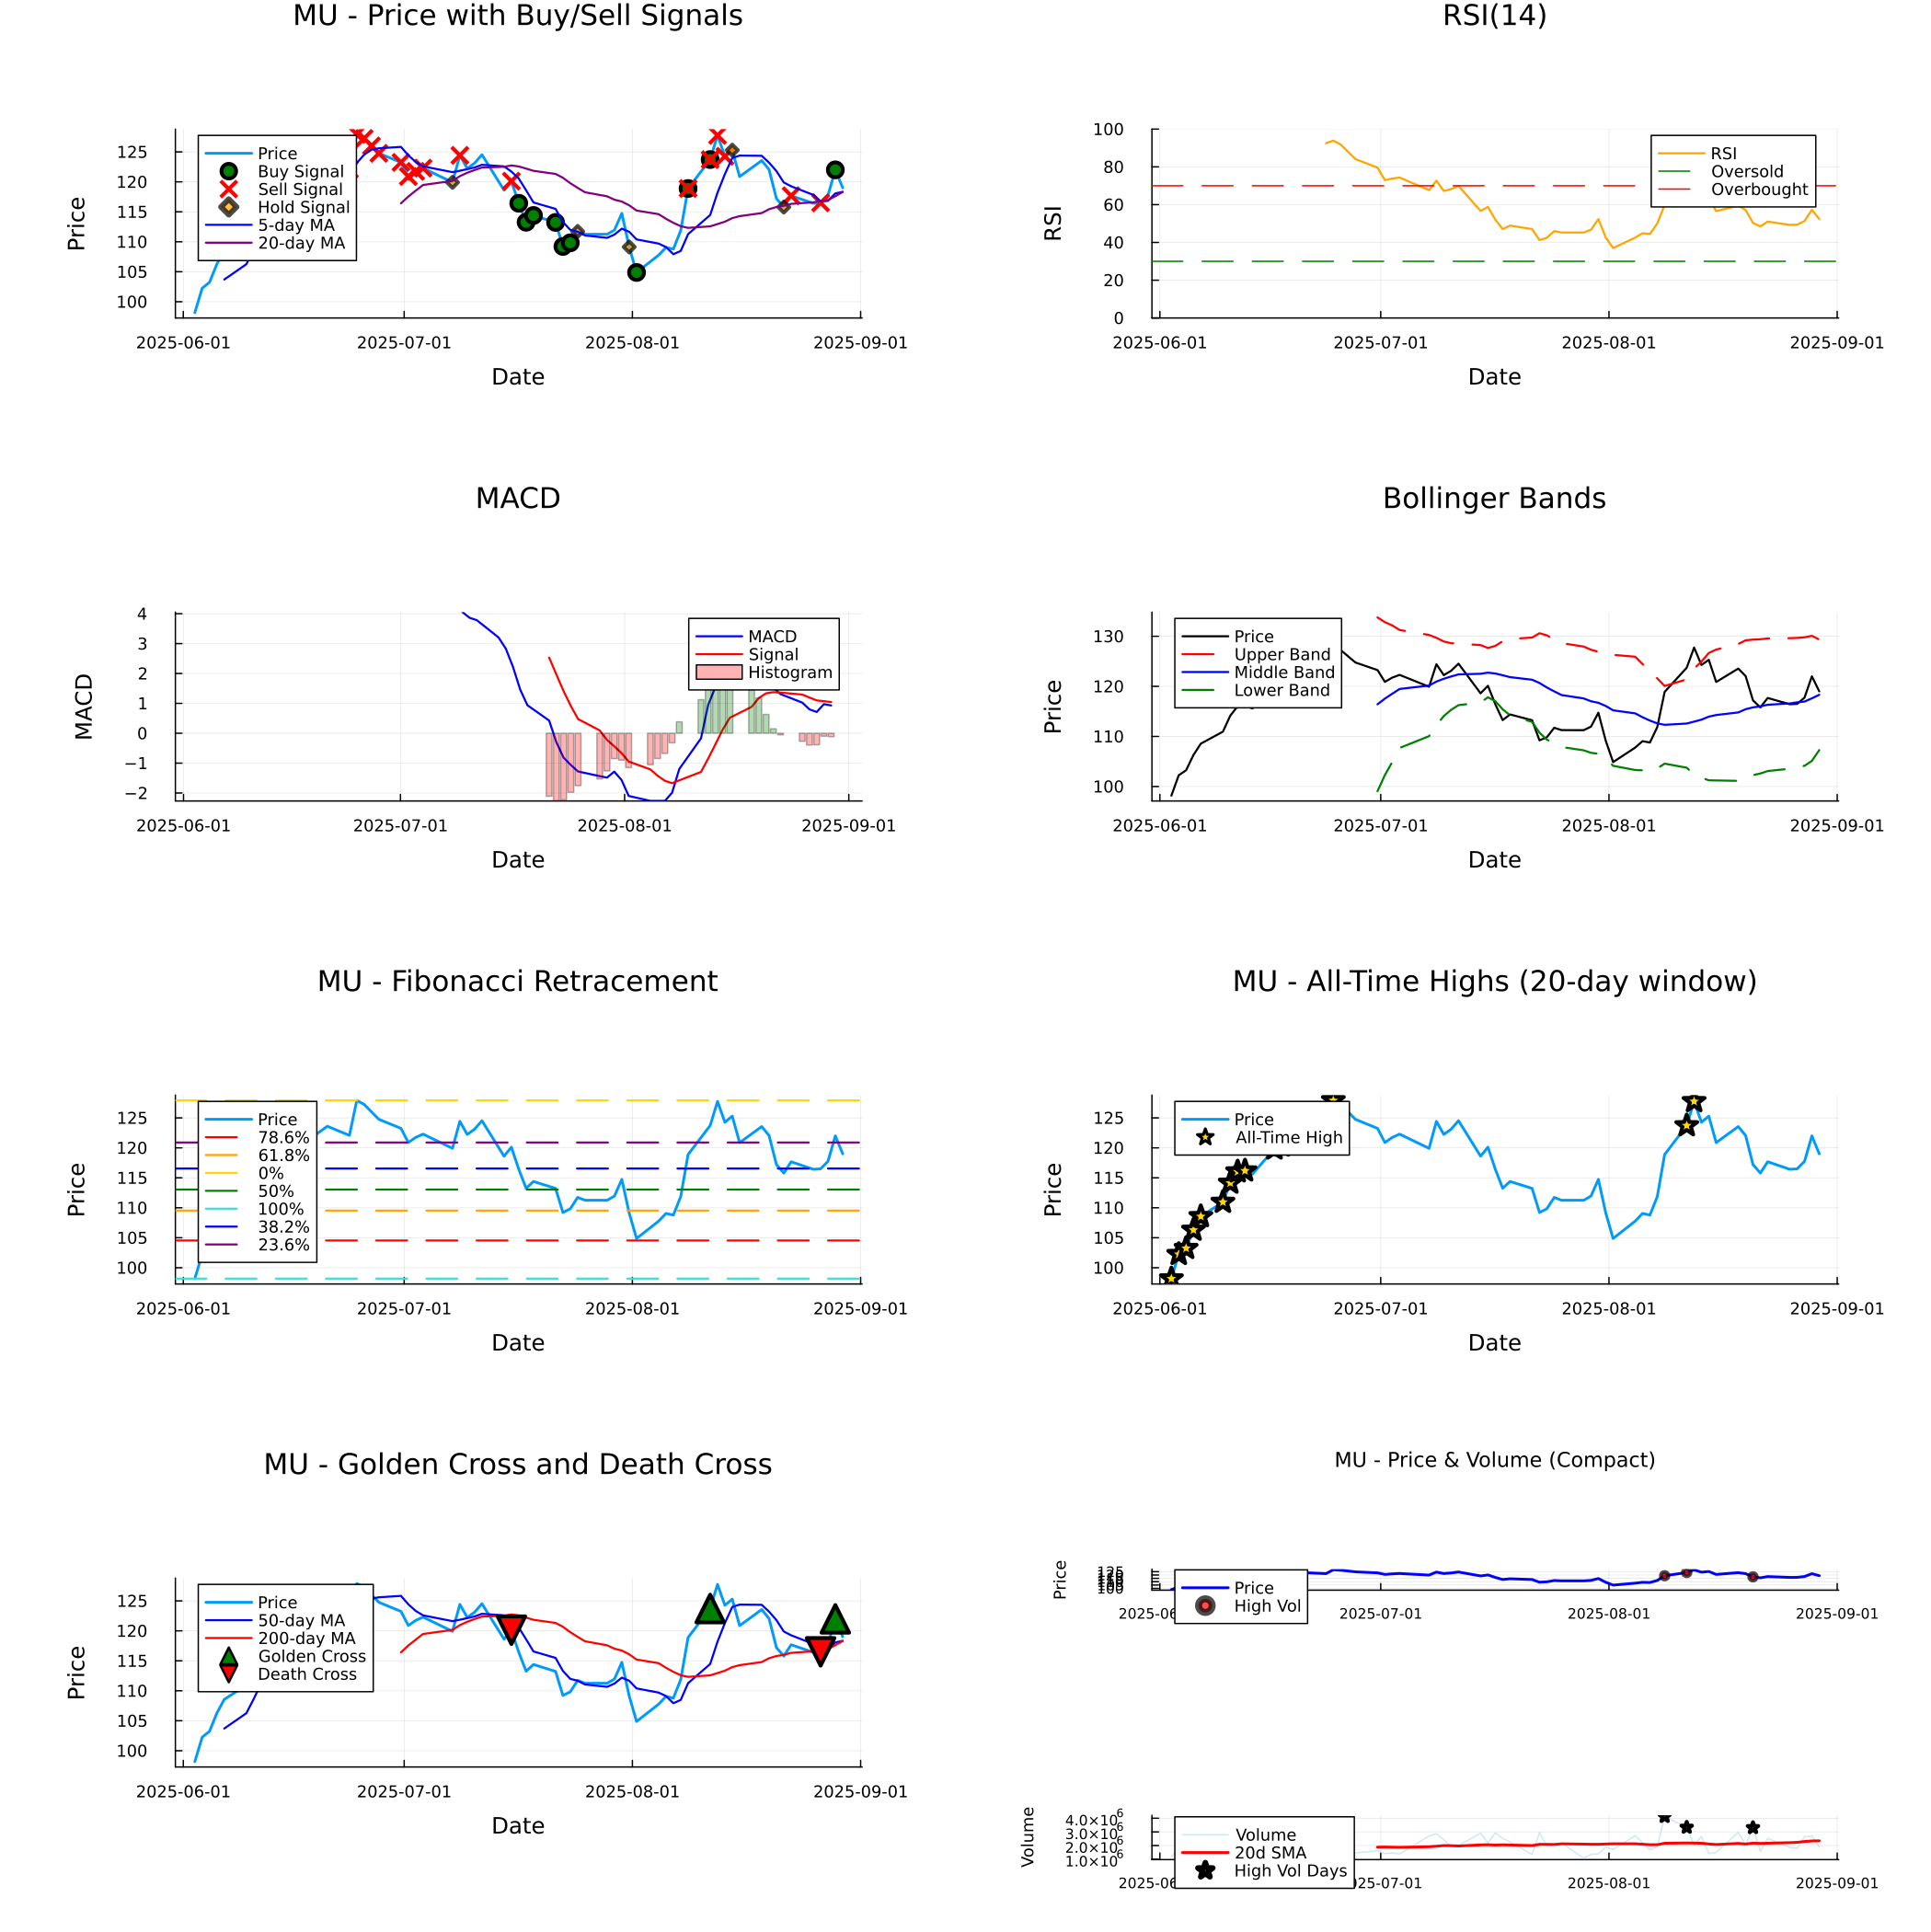 MU - Price with Buy/Sell Signals
Price
125
120
115
110
105
100
Price
Buy Signal
Sell Signal
Hold Signal
5-day MA
20-day MA
2025-06-01 2025-07-01 2025-08-01 2025-09-01
Date
RSI(14)
RSI
100
80
60
40
20
0
RSI
Oversold
Overbought
2025-06-01 2025-07-01 2025-08-01 2025-09-01
Date
MACD
MACD
4
3
2
1
0
−1
−2
MACD
Signal
Histogram
2025-06-01 2025-07-01 2025-08-01 2025-09-01
Date
Bollinger Bands
Price
130
120
110
100
Price
Upper Band
Middle Band
Lower Band
2025-06-01 2025-07-01 2025-08-01 2025-09-01
Date
MU - Fibonacci Retracement
Price
125
120
115
110
105
100
Price
78.6%
61.8%
0%
50%
100%
38.2%
23.6%
2025-06-01 2025-07-01 2025-08-01 2025-09-01
Date
MU - All-Time Highs (20-day window)
Price
125
120
115
110
105
100
Price
All-Time High
2025-06-01 2025-07-01 2025-08-01 2025-09-01
Date
MU - Golden Cross and Death Cross
Price
125
120
115
110
105
100
Price
50-day MA
200-day MA
Golden Cross
Death Cross
2025-06-01 2025-07-01 2025-08-01 2025-09-01
Date
MU - Price & Volume (Compact)
Price
125
100
Price
High Vol
2025-06 2025-07-01 2025-08-01 2025-09-01
Volume
4.0×10⁶
3.0×10⁶
2.0×10⁶
1.0×10⁶
Volume
20d SMA
High Vol Days
2025-06 2025-07-01 2025-08-01 2025-09-01